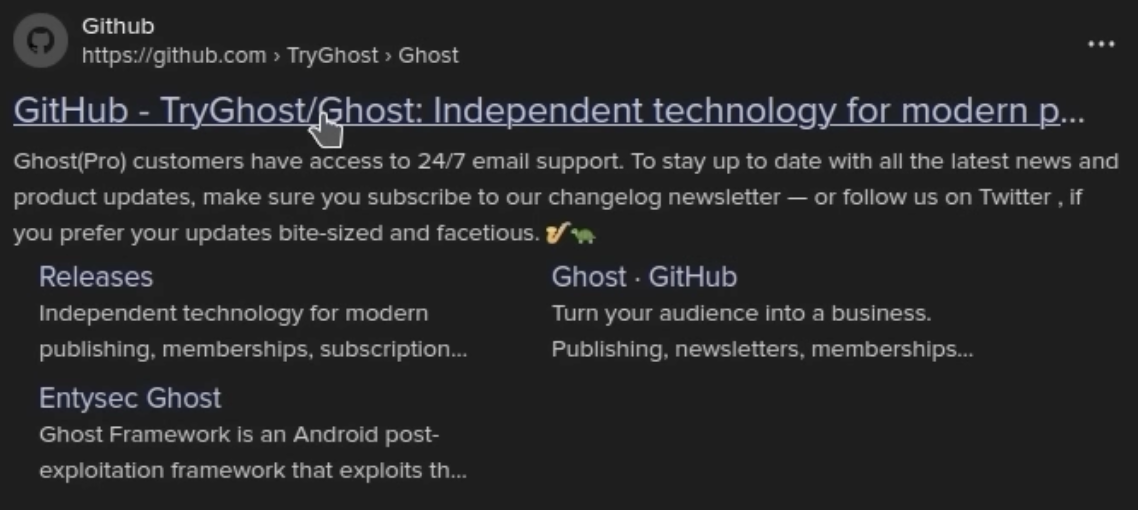 Github
https://github.com › TryGhost › Ghost
GitHub - TryGhost/Ghost: Independent technology for modern p...
Ghost(Pro) customers have access to 24/7 email support. To stay up to date with all the latest news and
product updates, make sure you subscribe to our changelog newsletter — or follow us on Twitter , if
you prefer your updates bite-sized and facetious. 🎷🐢
Releases
Independent technology for modern
publishing, memberships, subscription...
Ghost · GitHub
Turn your audience into a business.
Publishing, newsletters, memberships...
Entysec Ghost
Ghost Framework is an Android post-
exploitation framework that exploits th...